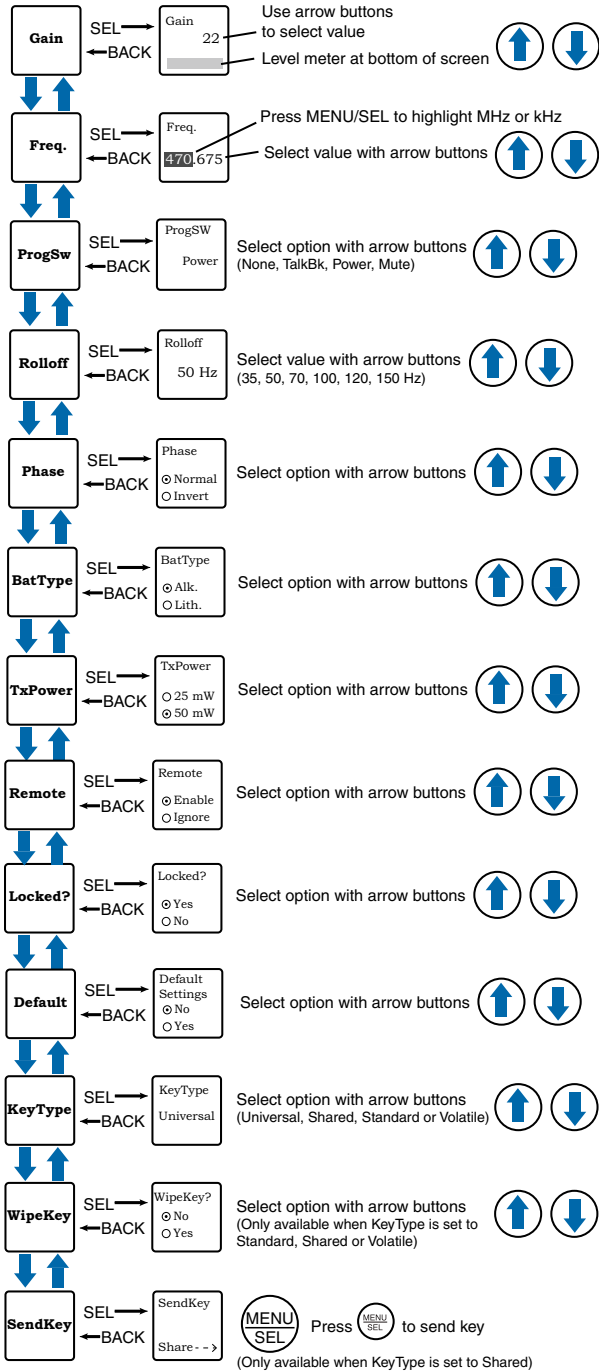 Gain
SEL
BACK
Gain
22
Use arrow buttons
to select value
Level meter at bottom of screen
Freq.
SEL
BACK
Freq.
470.675
Press MENU/SEL to highlight MHz or kHz
Select value with arrow buttons
ProgSw
SEL
BACK
ProgSW
Power
Select option with arrow buttons
(None, TalkBk, Power, Mute)
Rolloff
SEL
BACK
Rolloff
50 Hz
Select value with arrow buttons
(35, 50, 70, 100, 120, 150 Hz)
Phase
SEL
BACK
Phase
Normal
Invert
Select option with arrow buttons
BatType
SEL
BACK
BatType
Alk.
Lith.
Select option with arrow buttons
TxPower
SEL
BACK
TxPower
25 mW
50 mW
Select option with arrow buttons
Remote
SEL
BACK
Remote
Enable
Ignore
Select option with arrow buttons
Locked?
SEL
BACK
Locked?
Yes
No
Select option with arrow buttons
Default
SEL
BACK
Default
Settings
No
Yes
Select option with arrow buttons
KeyType
SEL
BACK
KeyType
Universal
Select option with arrow buttons
(Universal, Shared, Standard or Volatile)
WipeKey
SEL
BACK
WipeKey?
No
Yes
Select option with arrow buttons
(Only available when KeyType is set to
Standard, Shared or Volatile)
SendKey
SEL
BACK
SendKey
Share-->
MENU
SEL
Press MENU SEL to send key
(Only available when KeyType is set to Shared)